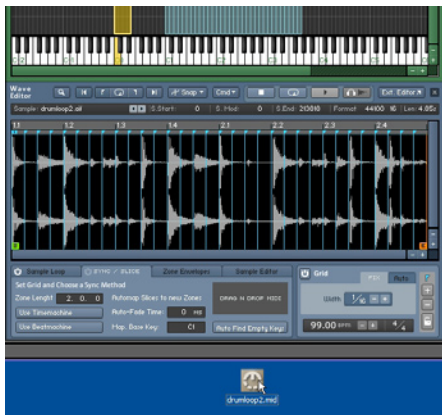 Wave Editor Snap Cmd Ext. Editor
Sample: drumloop2.aif S.Start: 0 S. Mod: 0 S.End 213018 Format 44100 16 Len: 4.83s
1.1 1.2 1.3 1.4 2.1 2.2 2.3 2.4
Sample Loop SYNC / SLICE Zone Envelopes Sample Editor Grid FIX Auto
Set Grid and Choose a Sync Method
Zone Lenght 2. 0. 0 Automap Slices to new Zones DRAG N DROP MIDI Width 1/16
Use Timemachine Auto-Fade Time: 0 ms
Use Beatmachine Map. Base Key: C1 Auto Find Empty Key: 99.00 BPM 4/4
drumloop2.mid